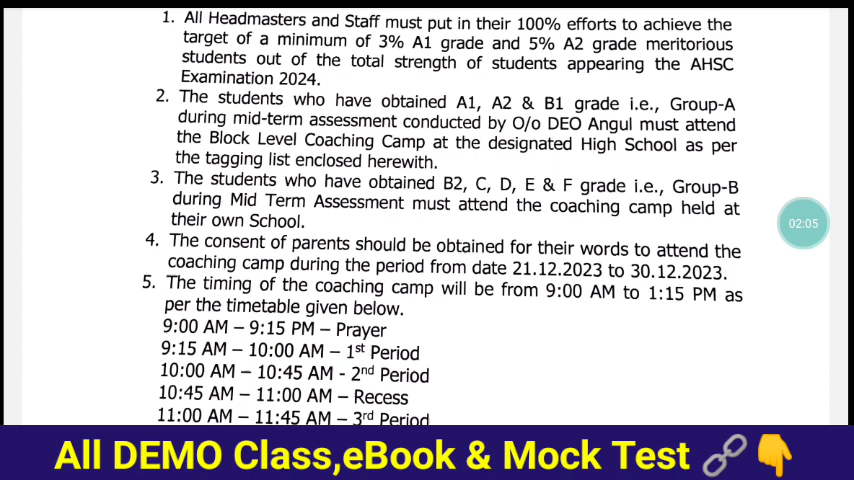 1. All Headmasters and Staff must put in their 100% efforts to achieve the
target of a minimum of 3% A1 grade and 5% A2 grade meritorious
students out of the total strength of students appearing the AHSC
Examination 2024.
2. The students who have obtained A1, A2 & B1 grade i.e., Group-A
during mid-term assessment conducted by O/o DEO Angul must attend
the Block Level Coaching Camp at the designated High School as per
the tagging list enclosed herewith.
3. The students who have obtained B2, C, D, E & F grade i.e., Group-B
during Mid Term Assessment must attend the coaching camp held at
their own School.
02:05
4. The consent of parents should be obtained for their words to attend the
coaching camp during the period from date 21.12.2023 to 30.12.2023.
5. The timing of the coaching camp will be from 9:00 AM to 1:15 PM as
per the timetable given below.
9:00 AM – 9:15 PM – Prayer
9:15 AM – 10:00 AM – 1st Period
10:00 AM – 10:45 AM - 2nd Period
10:45 AM – 11:00 AM – Recess
11:00 AM – 11:45 AM – 3rd Period
All DEMO Class,eBook & Mock Test 🔗👇